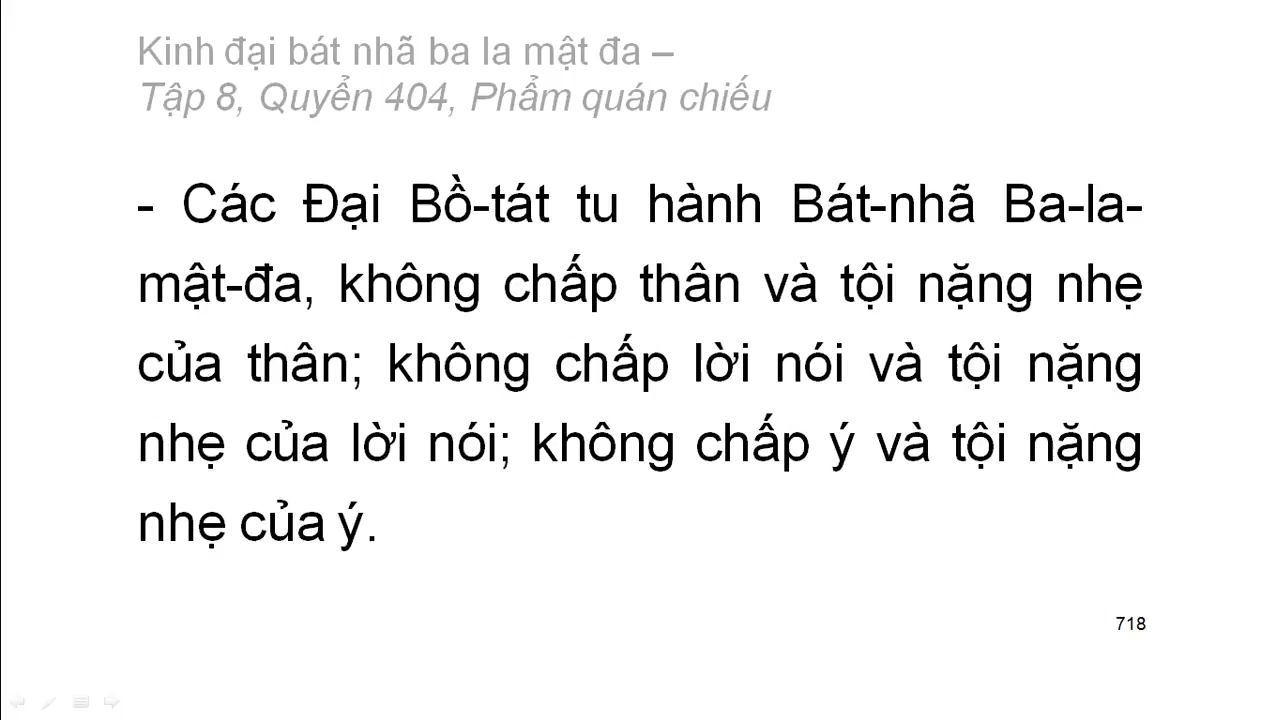 Kinh đại bát nhã ba la mật đa –
Tập 8, Quyển 404, Phẩm quán chiếu
- Các Đại Bồ-tát tu hành Bát-nhã Ba-la-
mật-đa, không chấp thân và tội nặng nhẹ
của thân; không chấp lời nói và tội nặng
nhẹ của lời nói; không chấp ý và tội nặng
nhẹ của ý.
718